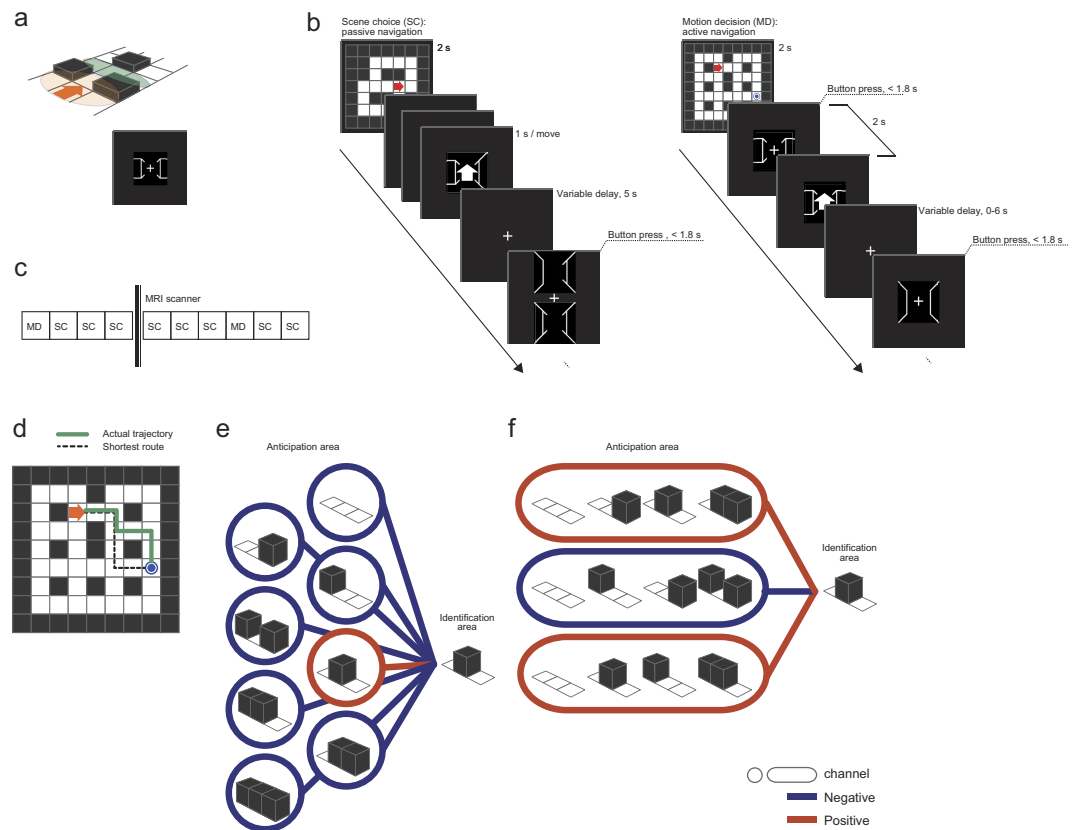 a
b
Scene choice (SC):
passive navigation
2 s
1 s / move
Variable delay, 5 s
Button press , < 1.8 s
Motion decision (MD):
active navigation
2 s
Button press, < 1.8 s
2 s
Variable delay, 0-6 s
Button press, < 1.8 s
c
MRI scanner
MD SC SC SC SC SC SC MD SC SC
d
Actual trajectory
Shortest route
e
Anticipation area
Identification
area
f
Anticipation area
Identification
area
channel
Negative
Positive